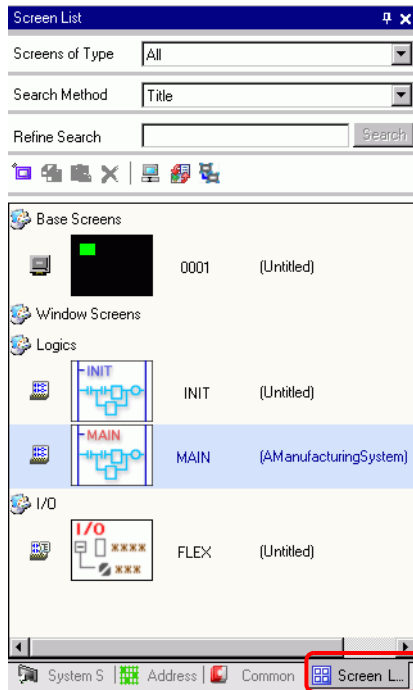 Screen List
Screens of Type All
Search Method Title
Refine Search Search
Base Screens
0001 (Untitled)
Window Screens
Logics
INIT INIT (Untitled)
MAIN MAIN (AManufacturingSystem)
I/O
I/O **** *** FLEX (Untitled)
System S Address Common Screen L...